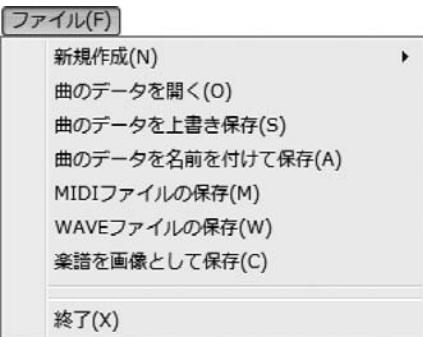 ファイル(F)
新規作成(N)
曲のデータを開く(O)
曲のデータを上書き保存(S)
曲のデータを名前を付けて保存(A)
MIDIファイルの保存(M)
WAVEファイルの保存(W)
楽譜を画像として保存(C)
終了(X)